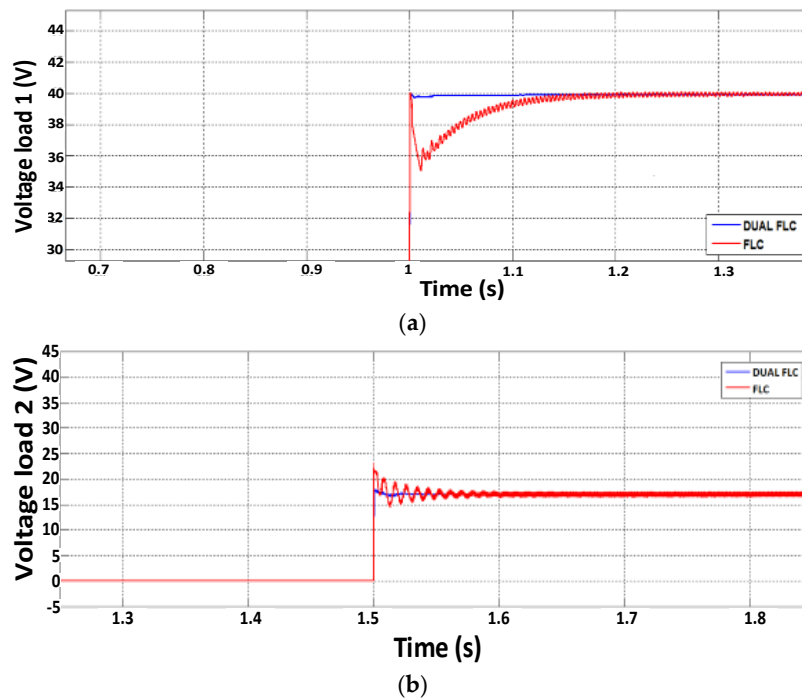 Voltage load 1 (V)
44
42
40
38
36
34
32
30
DUAL FLC
FLC
0.7 0.8 0.9 1 1.1 1.2 1.3
Time (s)
(a)
Voltage load 2 (V)
45
40
35
30
25
20
15
10
5
0
-5
DUAL FLC
FLC
1.3 1.4 1.5 1.6 1.7 1.8
Time (s)
(b)